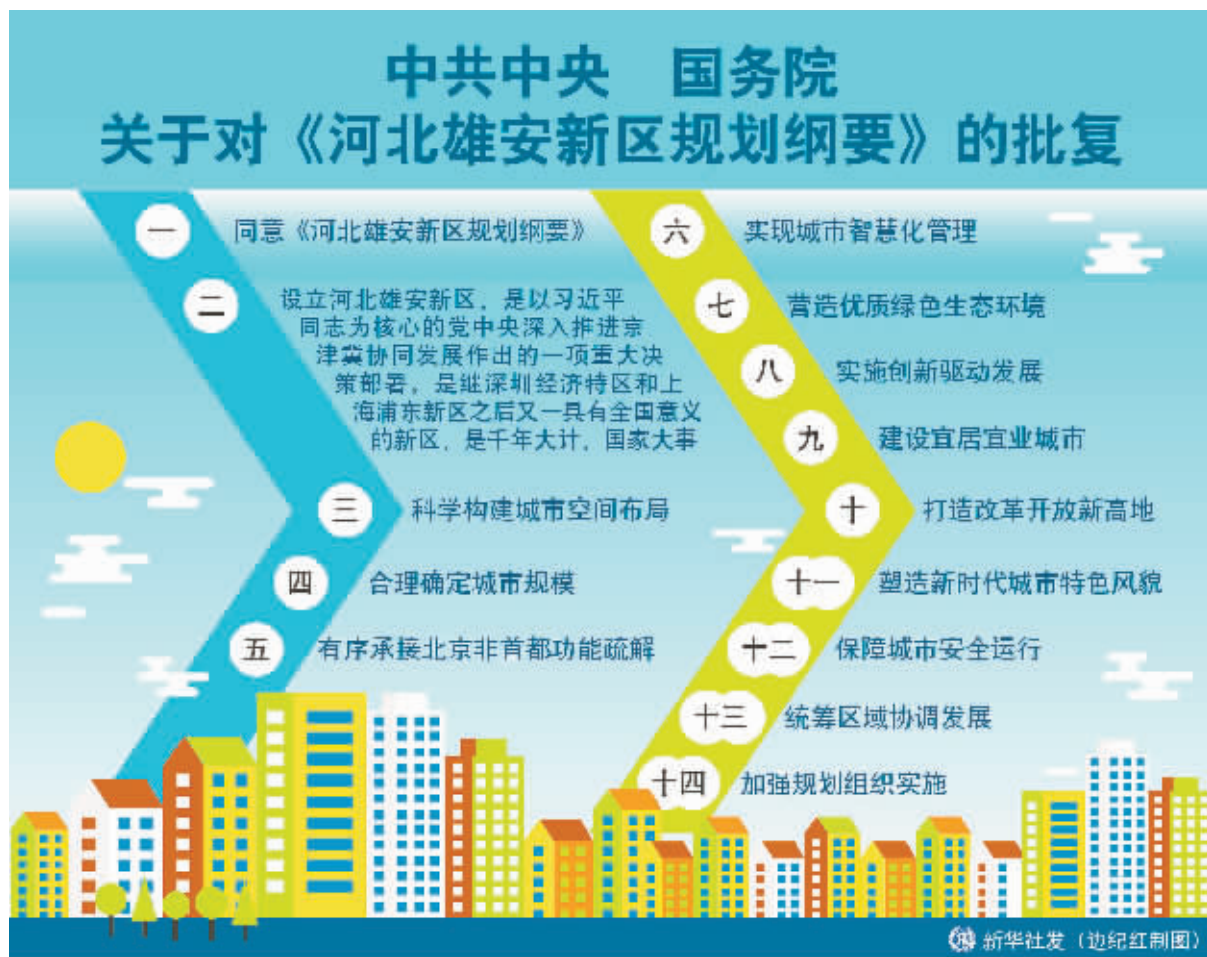 中共中央 国务院
关于对《河北雄安新区规划纲要》的批复
一 同意《河北雄安新区规划纲要》
二 设立河北雄安新区，是以习近平
同志为核心的党中央深入推进京
津冀协同发展作出的一项重大决
策部署，是继深圳经济特区和上
海浦东新区之后又一具有全国意义
的新区，是千年大计、国家大事
三 科学构建城市空间布局
四 合理确定城市规模
五 有序承接北京非首都功能疏解
六 实现城市智慧化管理
七 营造优质绿色生态环境
八 实施创新驱动发展
九 建设宜居宜业城市
十 打造改革开放新高地
十一 塑造新时代城市特色风貌
十二 保障城市安全运行
十三 统筹区域协调发展
十四 加强规划组织实施
新华社发（边纪红制图）